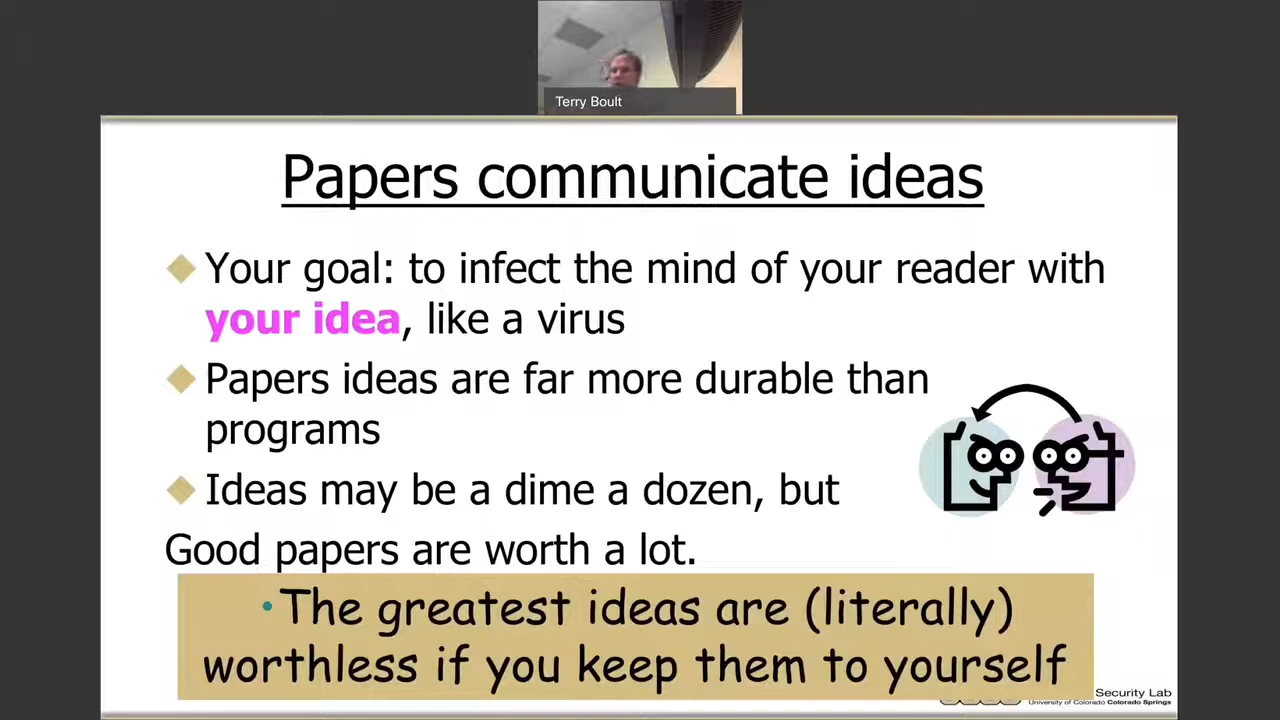 Terry Boult
Papers communicate ideas
Your goal: to infect the mind of your reader with
your idea, like a virus
Papers ideas are far more durable than
programs
Ideas may be a dime a dozen, but
Good papers are worth a lot.
The greatest ideas are (literally)
worthless if you keep them to yourself
Security Lab
University of Colorado Colorado Springs